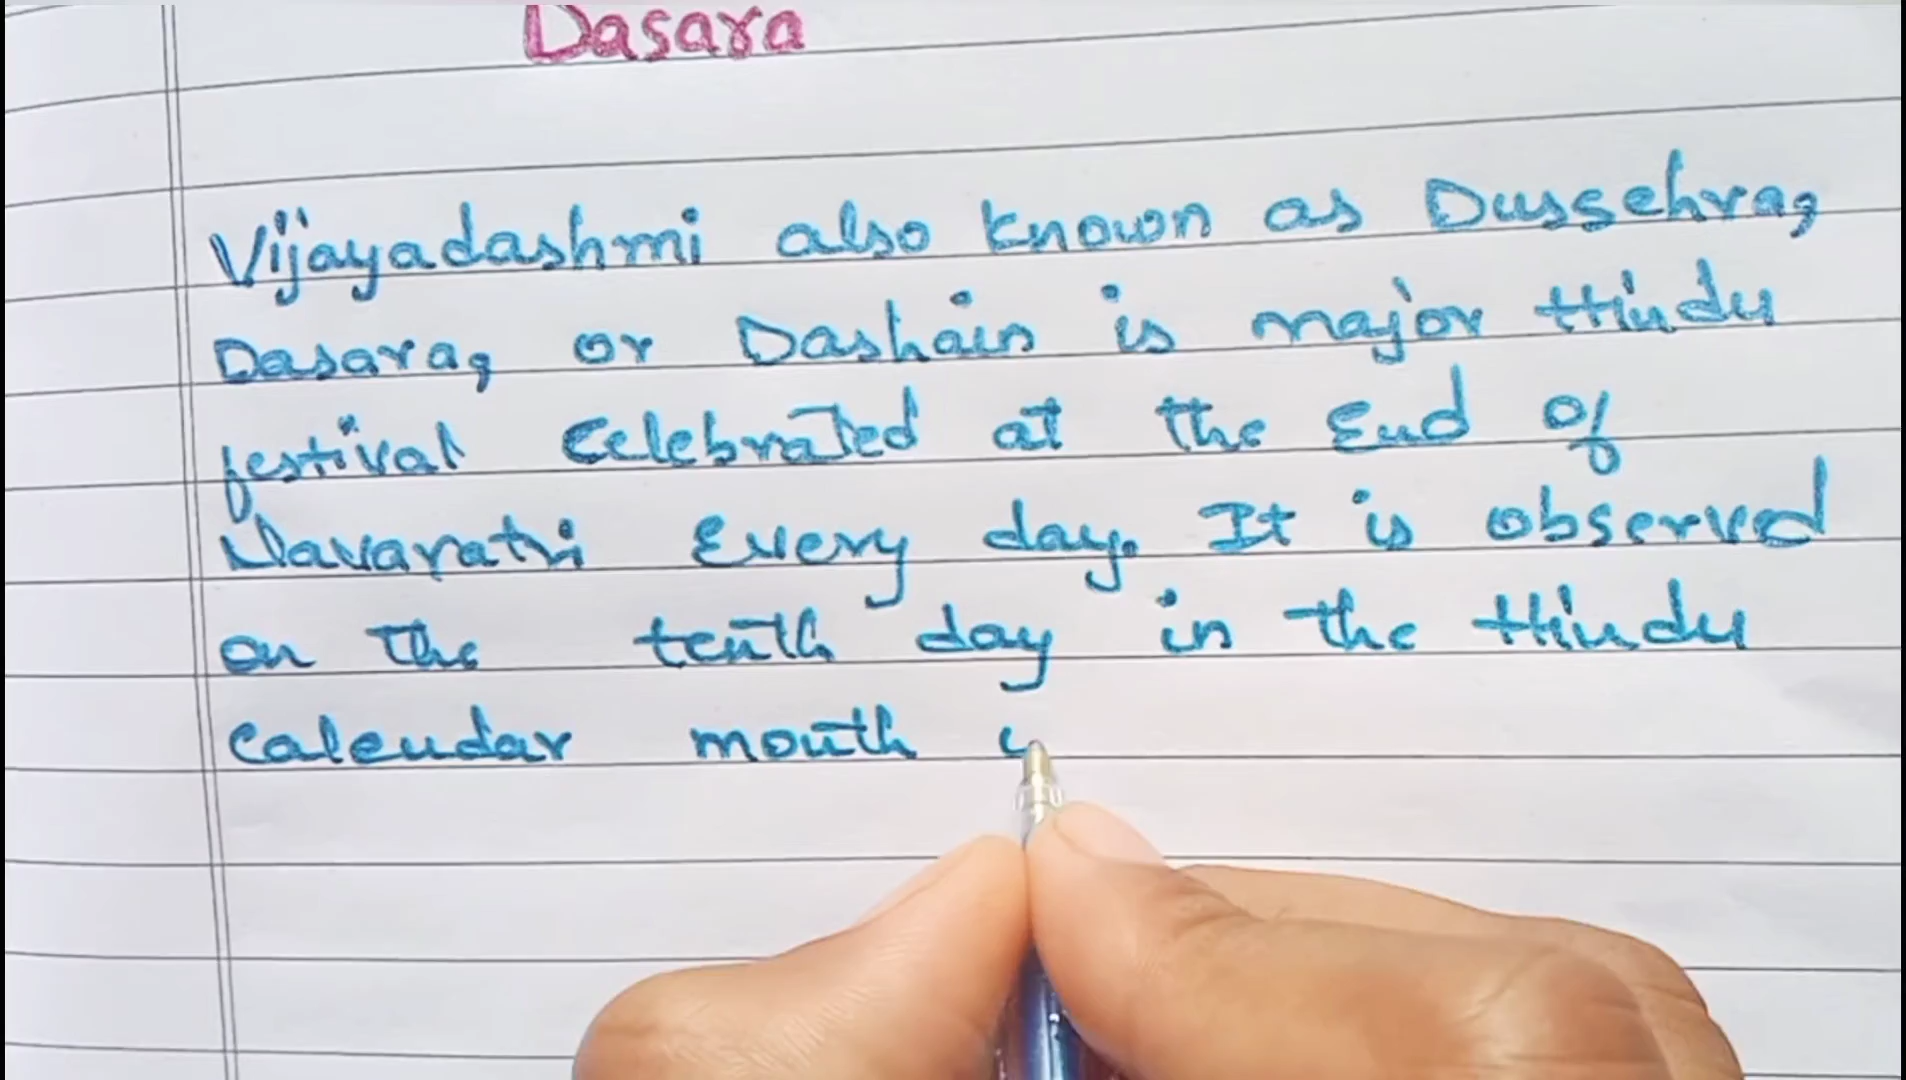 Dasara
Vijayadashmi also known as Dussehra,
Dasara, or Dashain is major Hindu
festival Celebrated at the End of
Navaratri Every day. It is observed
on the tenth day in the Hindu
Calendar month